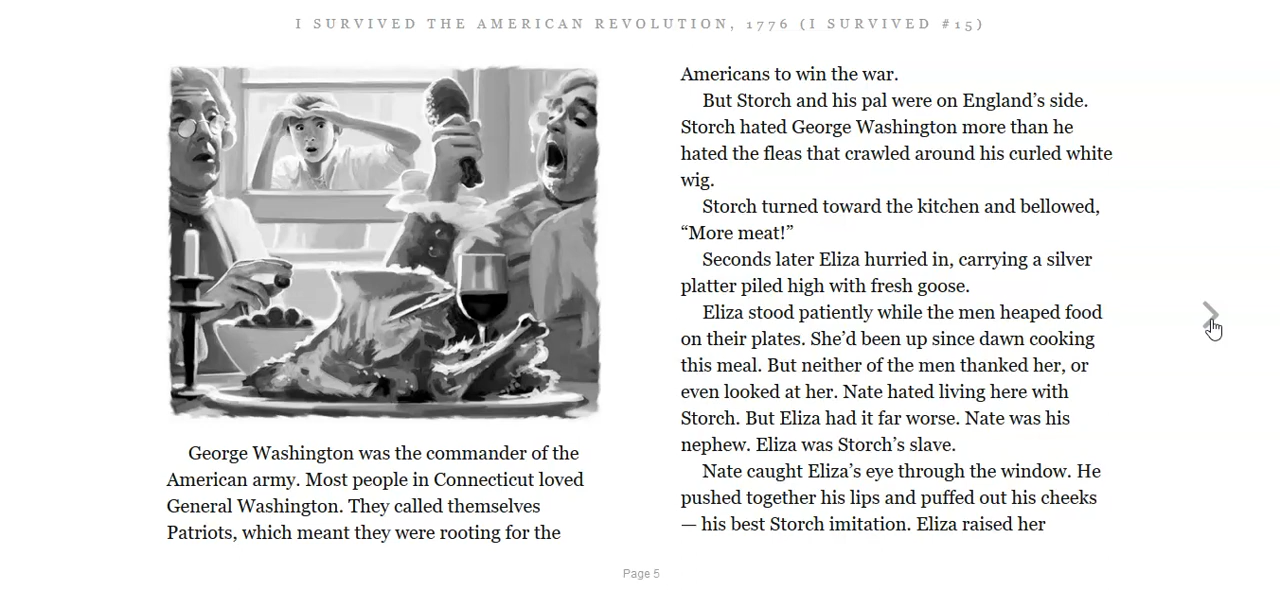 I SURVIVED THE AMERICAN REVOLUTION, 1776 (I SURVIVED #15)
George Washington was the commander of the
American army. Most people in Connecticut loved
General Washington. They called themselves
Patriots, which meant they were rooting for the
Americans to win the war.
But Storch and his pal were on England’s side.
Storch hated George Washington more than he
hated the fleas that crawled around his curled white
wig.
Storch turned toward the kitchen and bellowed,
“More meat!”
Seconds later Eliza hurried in, carrying a silver
platter piled high with fresh goose.
Eliza stood patiently while the men heaped food
on their plates. She’d been up since dawn cooking
this meal. But neither of the men thanked her, or
even looked at her. Nate hated living here with
Storch. But Eliza had it far worse. Nate was his
nephew. Eliza was Storch’s slave.
Nate caught Eliza’s eye through the window. He
pushed together his lips and puffed out his cheeks
— his best Storch imitation. Eliza raised her
Page 5